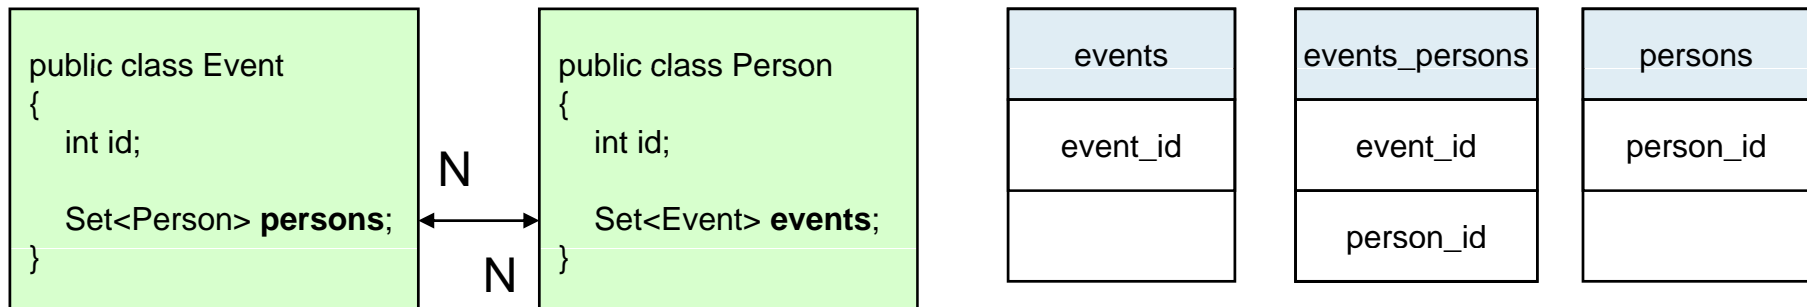 public class Event
{
int id;
Set<Person> persons;
}
N
N
public class Person
{
int id;
Set<Event> events;
}
events
event_id
events_persons
event_id
person_id
persons
person_id